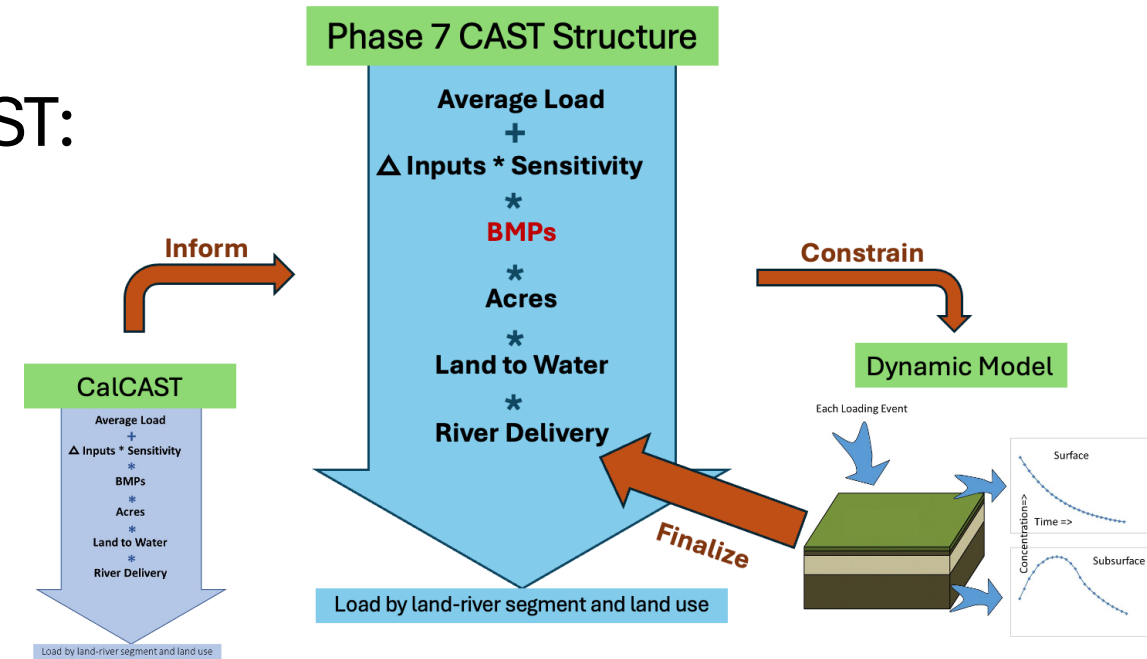 ST:
Phase 7 CAST Structure
Average Load
+
Δ Inputs * Sensitivity
*
BMPs
*
Acres
*
Land to Water
*
River Delivery
Load by land-river segment and land use
Inform
CalCAST
Average Load
+
Δ Inputs * Sensitivity
*
BMPs
*
Acres
*
Land to Water
*
River Delivery
Load by land-river segment and land use
Constrain
Dynamic Model
Each Loading Event
Finalize
Surface
Time =>
Concentration=>
Subsurface